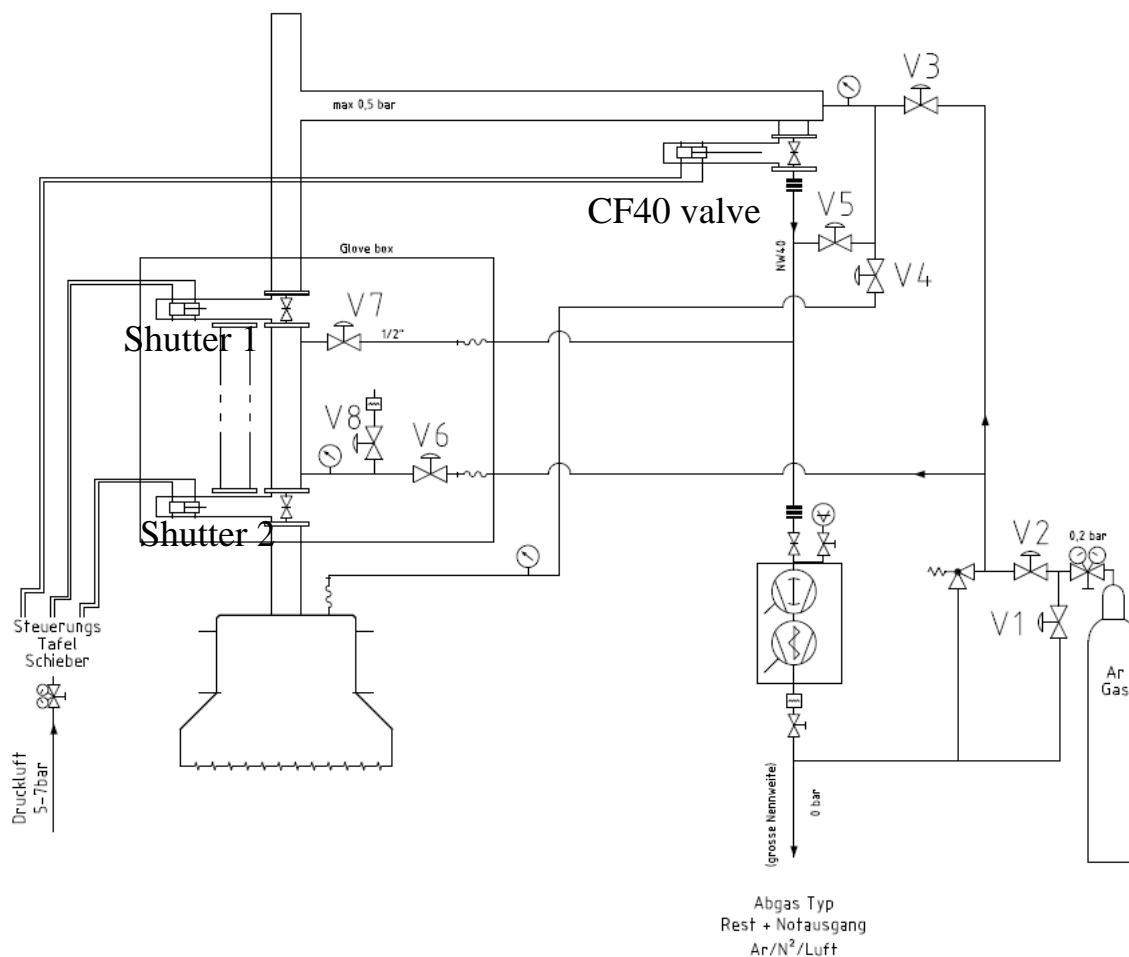 V3
max 0,5 bar
CF40 valve
V5
Glove box
NW40
V4
V7
Shutter 1
1/2"
V8
V6
Shutter 2
V2
0,2 bar
V1
Steuerungs
Tafel
Schieber
Ar
Gas
Druckluft
5-7bar
(grosse Nennweite)
0 bar
Abgas Typ
Rest + Notausgang
Ar/N²/Luft